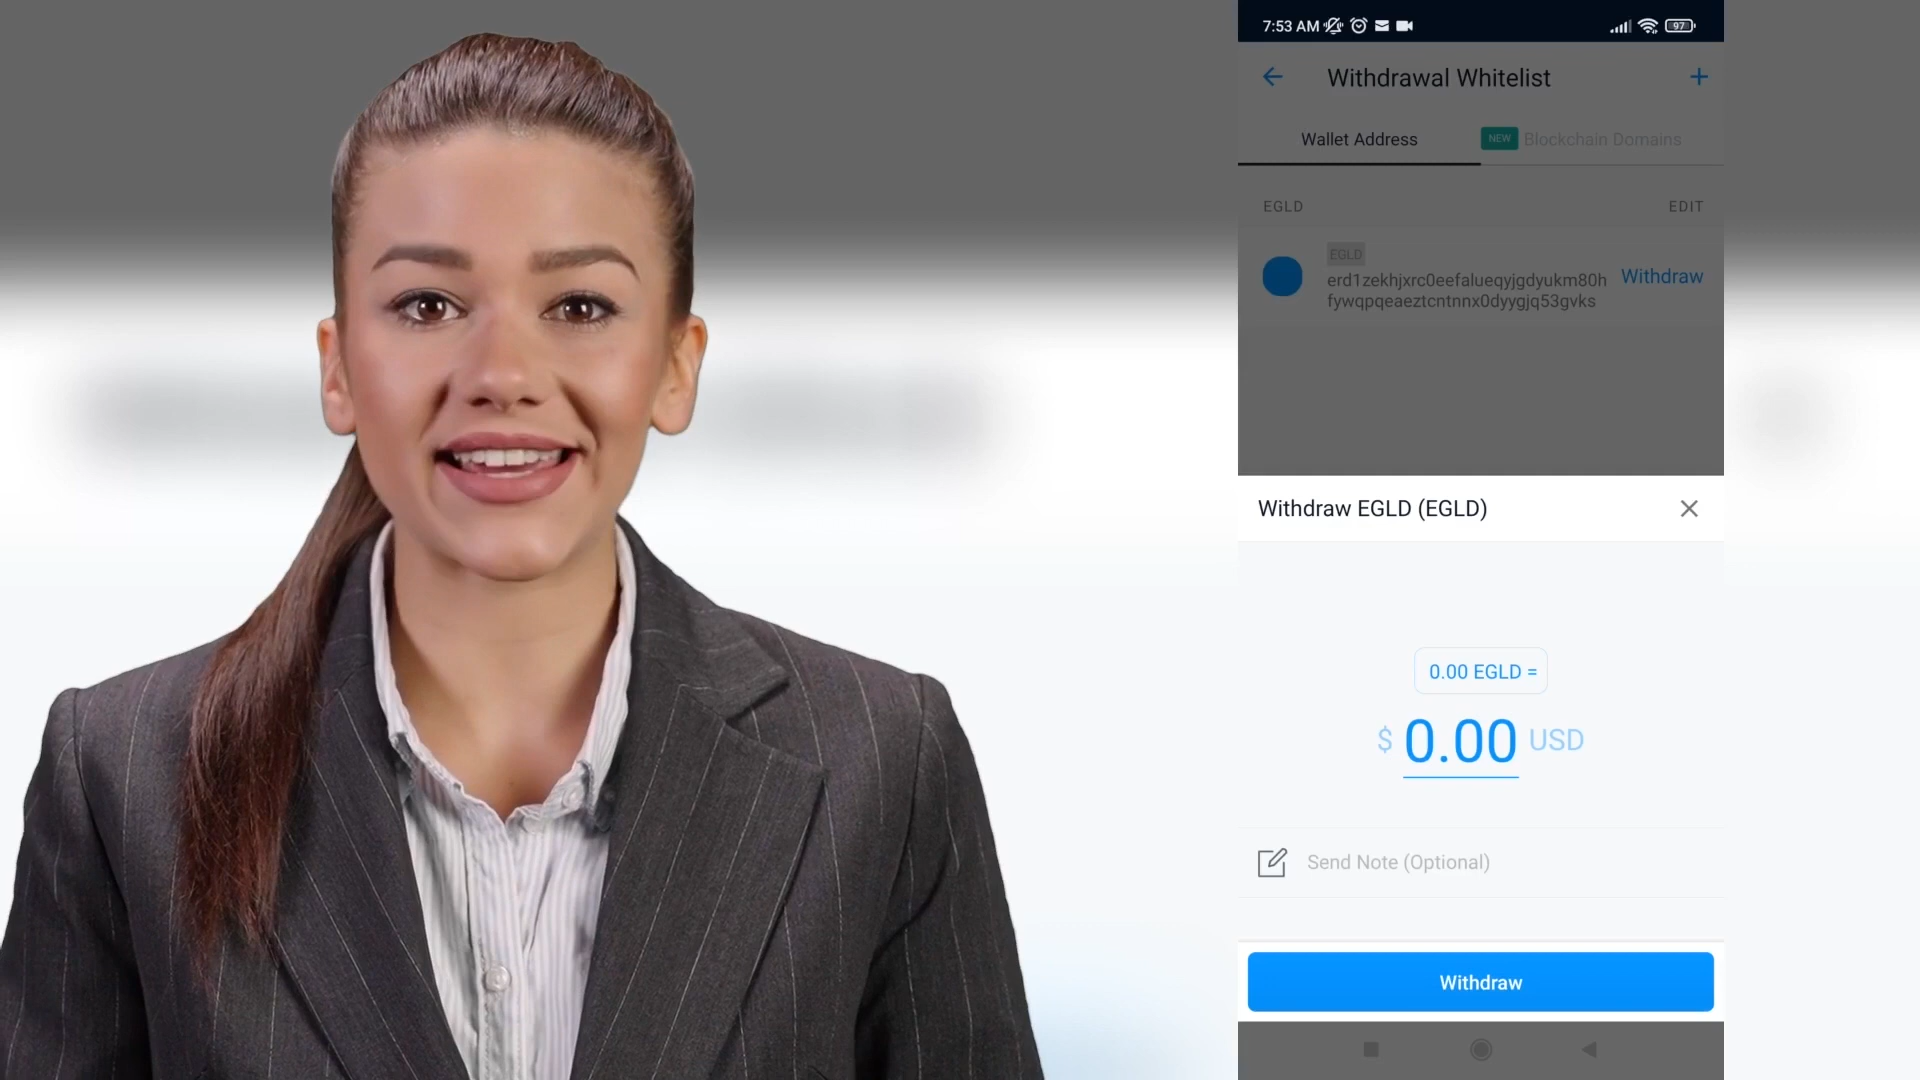 7:53 AM
97
Withdrawal Whitelist
Wallet Address
NEW Blockchain Domains
EGLD
EDIT
EGLD
erd1zekhjxrc0eefalueqyjgdyukm80h
fywqpqeaeztcntnnx0dyygjq53gvks
Withdraw
Withdraw EGLD (EGLD)
0.00 EGLD =
$ 0.00 USD
Send Note (Optional)
Withdraw